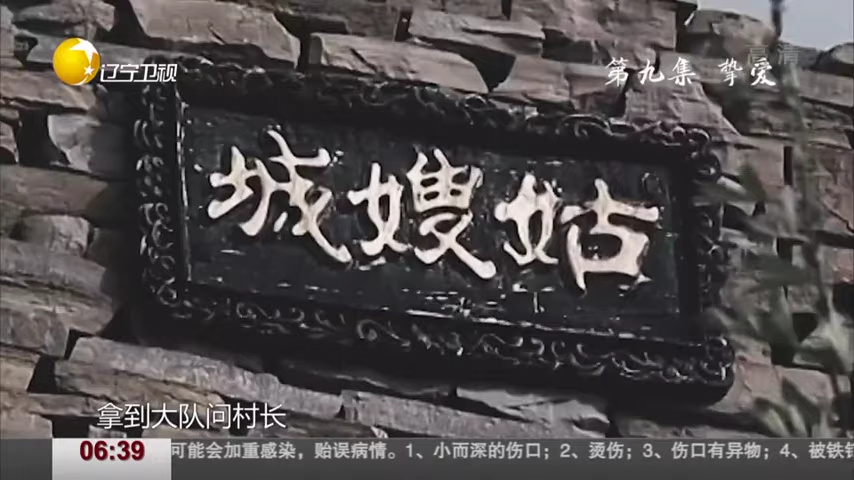 辽宁卫视
高清
第九集 挚爱
城嫂姑
拿到大队问村长
06:39
可能会加重感染，贻误病情。1、小而深的伤口；2、烫伤；3、伤口有异物；4、被铁